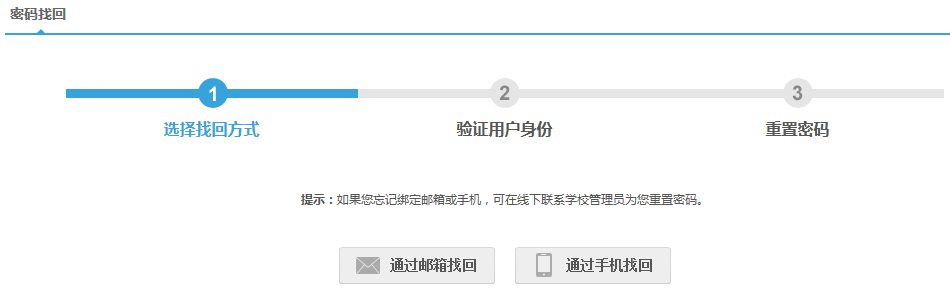 密码找回
1 2 3
选择找回方式 验证用户身份 重置密码
提示：如果您忘记绑定邮箱或手机，可在线下联系学校管理员为您重置密码。
通过邮箱找回 通过手机找回